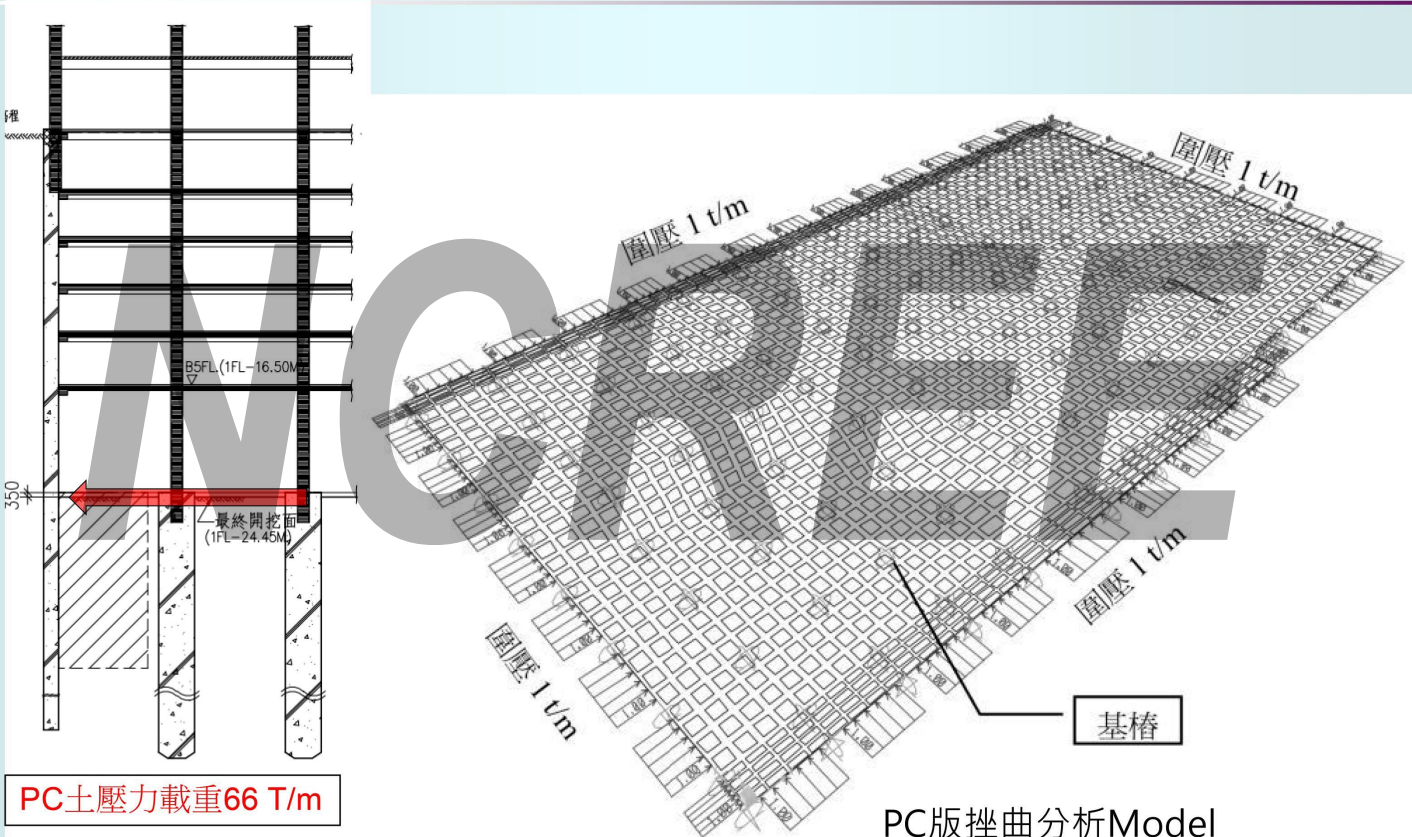 B5FL.(1FL-16.50M)
350
最終開挖面
(1FL-24.45M)
PC土壓力載重66 T/m
NCREE
圍壓 1 t/m
圍壓 1 t/m
圍壓 1 t/m
圍壓 1 t/m
基樁
PC版挫曲分析Model